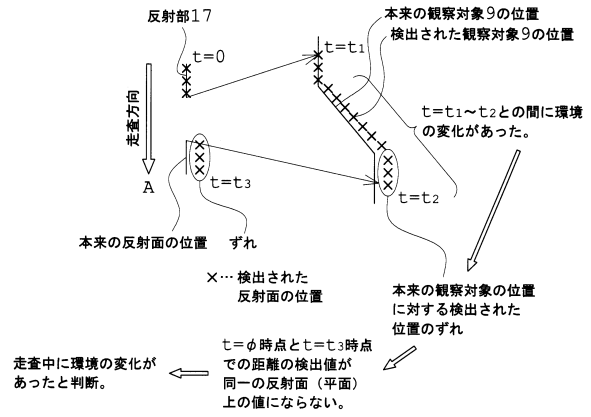 反射部17
t=0
走査方向
A
t=t₁
本来の観察対象9の位置
検出された観察対象9の位置
t=t₁～t₂との間に環境
の変化があった。
t=t₃
t=t₂
本来の反射面の位置
ずれ
×…検出された
反射面の位置
本来の観察対象の位置
に対する検出された
位置のずれ
t=φ時点とt=t₃時点
での距離の検出値が
同一の反射面（平面）
上の値にならない。
走査中に環境の変化が
あったと判断。